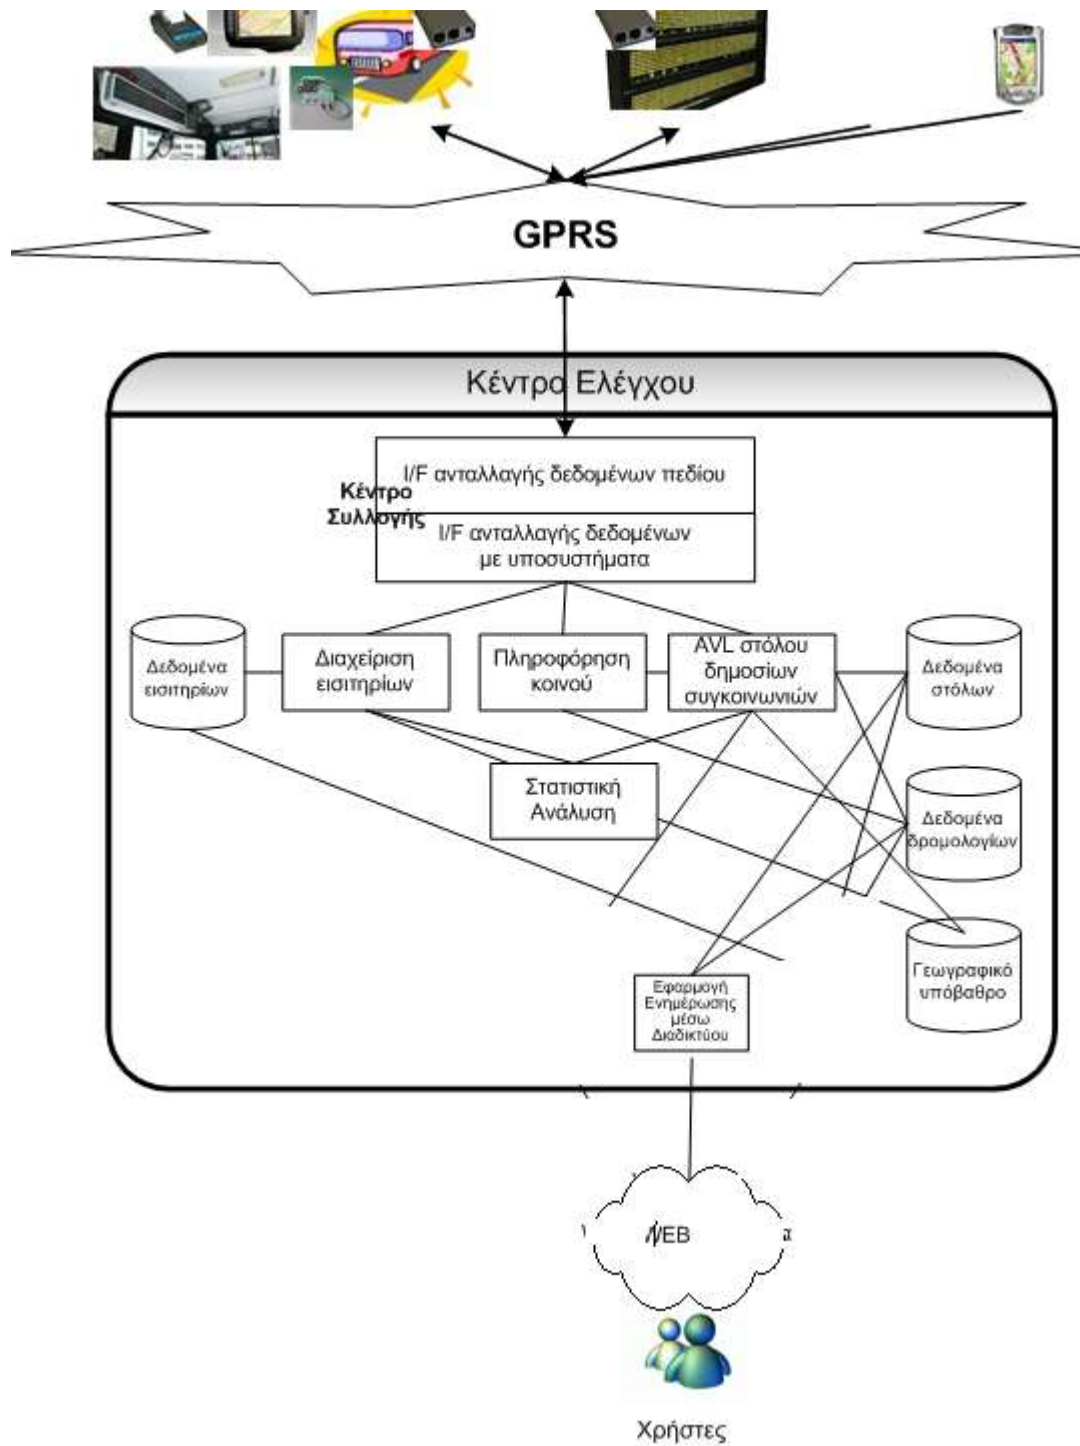 GPRS
Κέντρο Ελέγχου
I/F ανταλλαγής δεδομένων πεδίου
Κέντρο
Συλλογής
I/F ανταλλαγής δεδομένων
με υποσυστήματα
Δεδομένα
εισιτηρίων
Διαχείριση
εισιτηρίων
Πληροφόρηση
κοινού
AVL στόλου
δημοσίων
συγκοινωνιών
Δεδομένα
στόλων
Στατιστική
Ανάλυση
Δεδομένα
δρομολογίων
Γεωγραφικό
υπόβαθρο
Εφαρμογή
Ενημέρωσης
μέσω
Διαδικτύου
WEB
Χρήστες